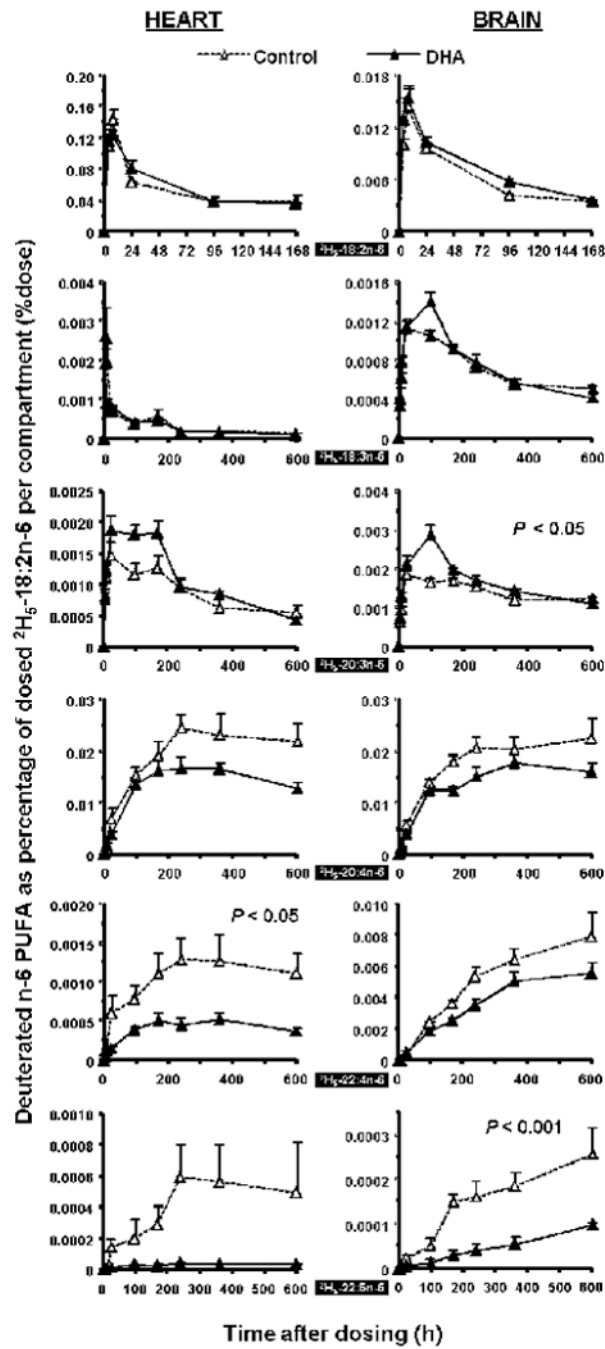 HEART BRAIN
Control DHA
Deuterated n-6 PUFA as percentage of dosed ²H₅-18:2n-6 per compartment (%dose)
0.20 0.018
0.16
0.12 0.012
0.08 0.008
0.04 0.004
0 0
0 24 48 72 96 120 144 168 ²H₅-18:2n-6 0 24 48 72 96 120 144 168
0.004 0.0018
0.003 0.0012
0.002 0.0008
0.001 0.0004
0 0
0 200 400 600 ²H₅-18:3n-6 0 200 400 600
0.0025 0.004
0.0020 0.003 P < 0.05
0.0015 0.002
0.0010 0.001
0.0005
0 0
0 200 400 600 ²H₅-20:3n-6 0 200 400 600
0.03 0.03
0.02 0.02
0.01 0.01
0 0
0 200 400 600 ²H₅-20:4n-6 0 200 400 600
0.0020 P < 0.05 0.010
0.0015 0.008
0.0010 0.006
0.004
0.0005 0.002
0 0
0 200 400 600 ²H₅-22:4n-6 0 200 400 600
0.0010 0.0003 P < 0.001
0.0008
0.0006 0.0002
0.0004 0.0001
0.0002
0 0
0 100 200 300 400 500 600 ²H₅-22:5n-6 0 100 200 300 400 500 600
Time after dosing (h)